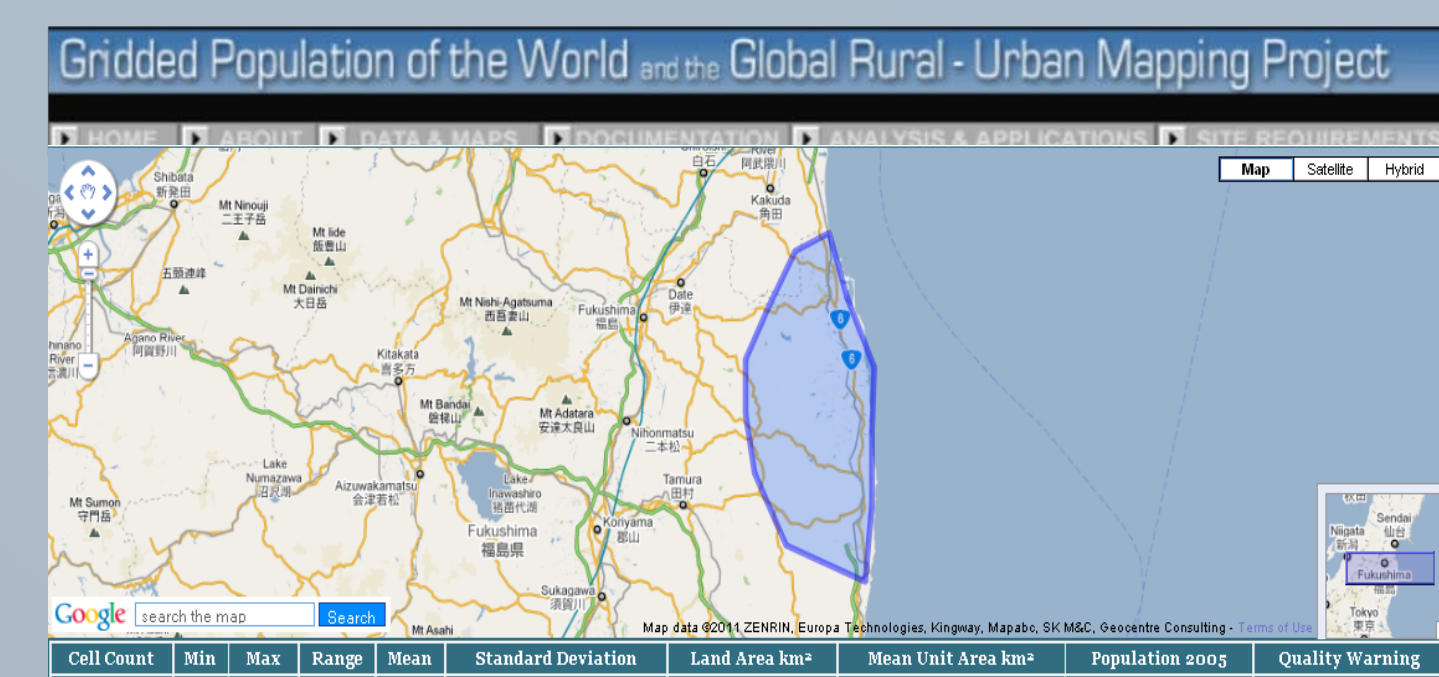 Gridded Population of the World and the Global Rural - Urban Mapping Project
HOME ABOUT DATA & MAPS DOCUMENTATION ANALYSIS & APPLICATIONS SITE REQUIREMENTS
Map Satellite Hybrid
Shibata
新発田
Mt Ninouji
二王子岳
Mt Iide
飯豊山
五頭連峰
Mt Dainichi
大日岳
Agano River
阿賀野川
River
Kitakata
喜多方
Mt Nishi-Agatsuma
西吾妻山
Fukushima
福島
Date
伊達
白石
River
阿武隈川
Kakuda
角田
6
6
Mt Bandai
磐梯山
Mt Adatara
安達太良山
Nihonmatsu
二本松
Lake
Numazawa
沼沢湖
Aizuwakamatsu
会津若松
Lake
Inawashiro
猪苗代湖
Tamura
田村
Mt Sumon
守門岳
Fukushima
福島県
Koriyama
郡山
Sukagawa
須賀川
Mt Asahi
Niigata
新潟
Sendai
仙台
Fukushima
福島
Tokyo
東京
Google search the map Search
Map data ©2011 ZENRIN, Europa Technologies, Kingway, Mapabc, SK M&C, Geocentre Consulting - Terms of Use
Cell Count Min Max Range Mean Standard Deviation Land Area km² Mean Unit Area km² Population 2005 Quality Warning